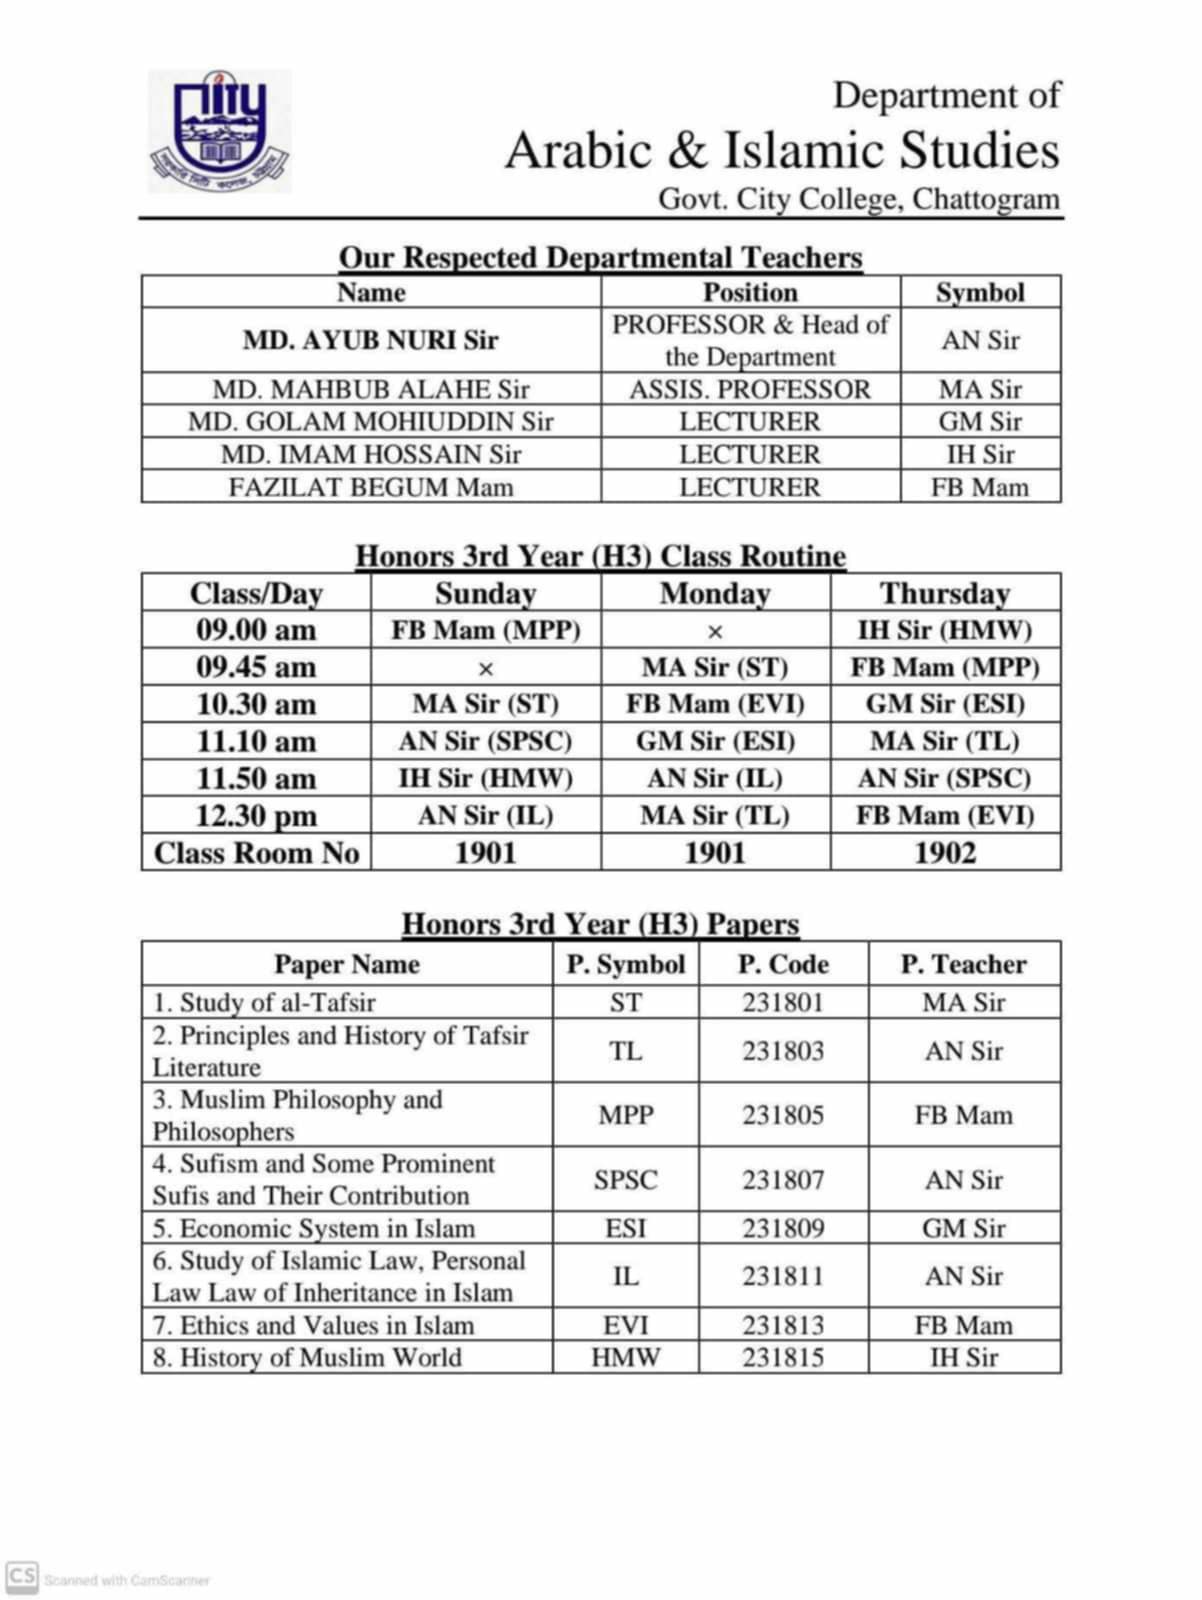 CITY
সরকারি সিটি কলেজ, চট্টগ্রাম
Department of
Arabic & Islamic Studies
Govt. City College, Chattogram
Our Respected Departmental Teachers
Name Position Symbol
MD. AYUB NURI Sir PROFESSOR & Head of the Department AN Sir
MD. MAHBUB ALAHE Sir ASSIS. PROFESSOR MA Sir
MD. GOLAM MOHIUDDIN Sir LECTURER GM Sir
MD. IMAM HOSSAIN Sir LECTURER IH Sir
FAZILAT BEGUM Mam LECTURER FB Mam
Honors 3rd Year (H3) Class Routine
Class/Day Sunday Monday Thursday
09.00 am FB Mam (MPP) × IH Sir (HMW)
09.45 am × MA Sir (ST) FB Mam (MPP)
10.30 am MA Sir (ST) FB Mam (EVI) GM Sir (ESI)
11.10 am AN Sir (SPSC) GM Sir (ESI) MA Sir (TL)
11.50 am IH Sir (HMW) AN Sir (IL) AN Sir (SPSC)
12.30 pm AN Sir (IL) MA Sir (TL) FB Mam (EVI)
Class Room No 1901 1901 1902
Honors 3rd Year (H3) Papers
Paper Name P. Symbol P. Code P. Teacher
1. Study of al-Tafsir ST 231801 MA Sir
2. Principles and History of Tafsir
Literature TL 231803 AN Sir
3. Muslim Philosophy and
Philosophers MPP 231805 FB Mam
4. Sufism and Some Prominent
Sufis and Their Contribution SPSC 231807 AN Sir
5. Economic System in Islam ESI 231809 GM Sir
6. Study of Islamic Law, Personal
Law Law of Inheritance in Islam IL 231811 AN Sir
7. Ethics and Values in Islam EVI 231813 FB Mam
8. History of Muslim World HMW 231815 IH Sir
CS Scanned with CamScanner